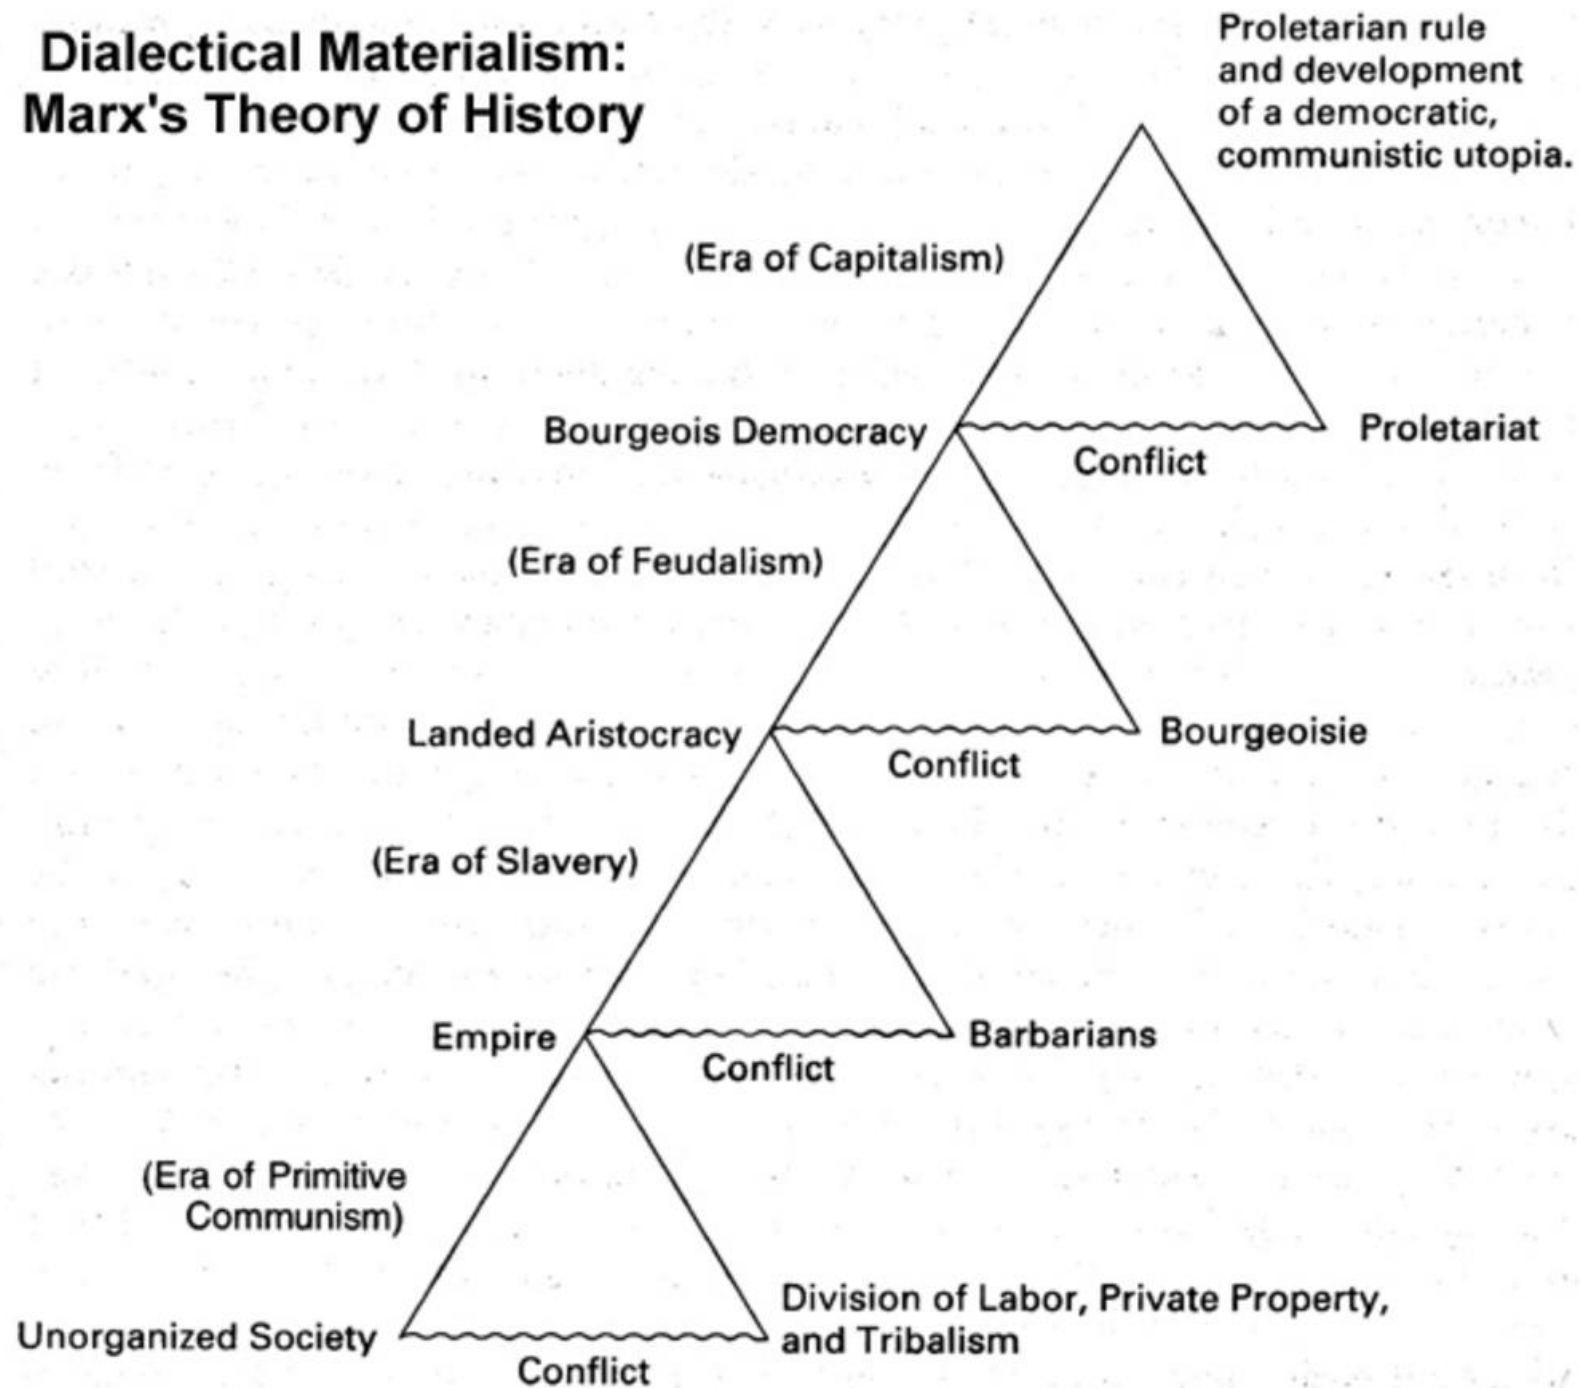 Dialectical Materialism:
Marx's Theory of History
Proletarian rule
and development
of a democratic,
communistic utopia.
(Era of Capitalism)
Bourgeois Democracy
Proletariat
Conflict
(Era of Feudalism)
Landed Aristocracy
Bourgeoisie
Conflict
(Era of Slavery)
Empire
Barbarians
Conflict
(Era of Primitive
Communism)
Division of Labor, Private Property,
and Tribalism
Unorganized Society
Conflict